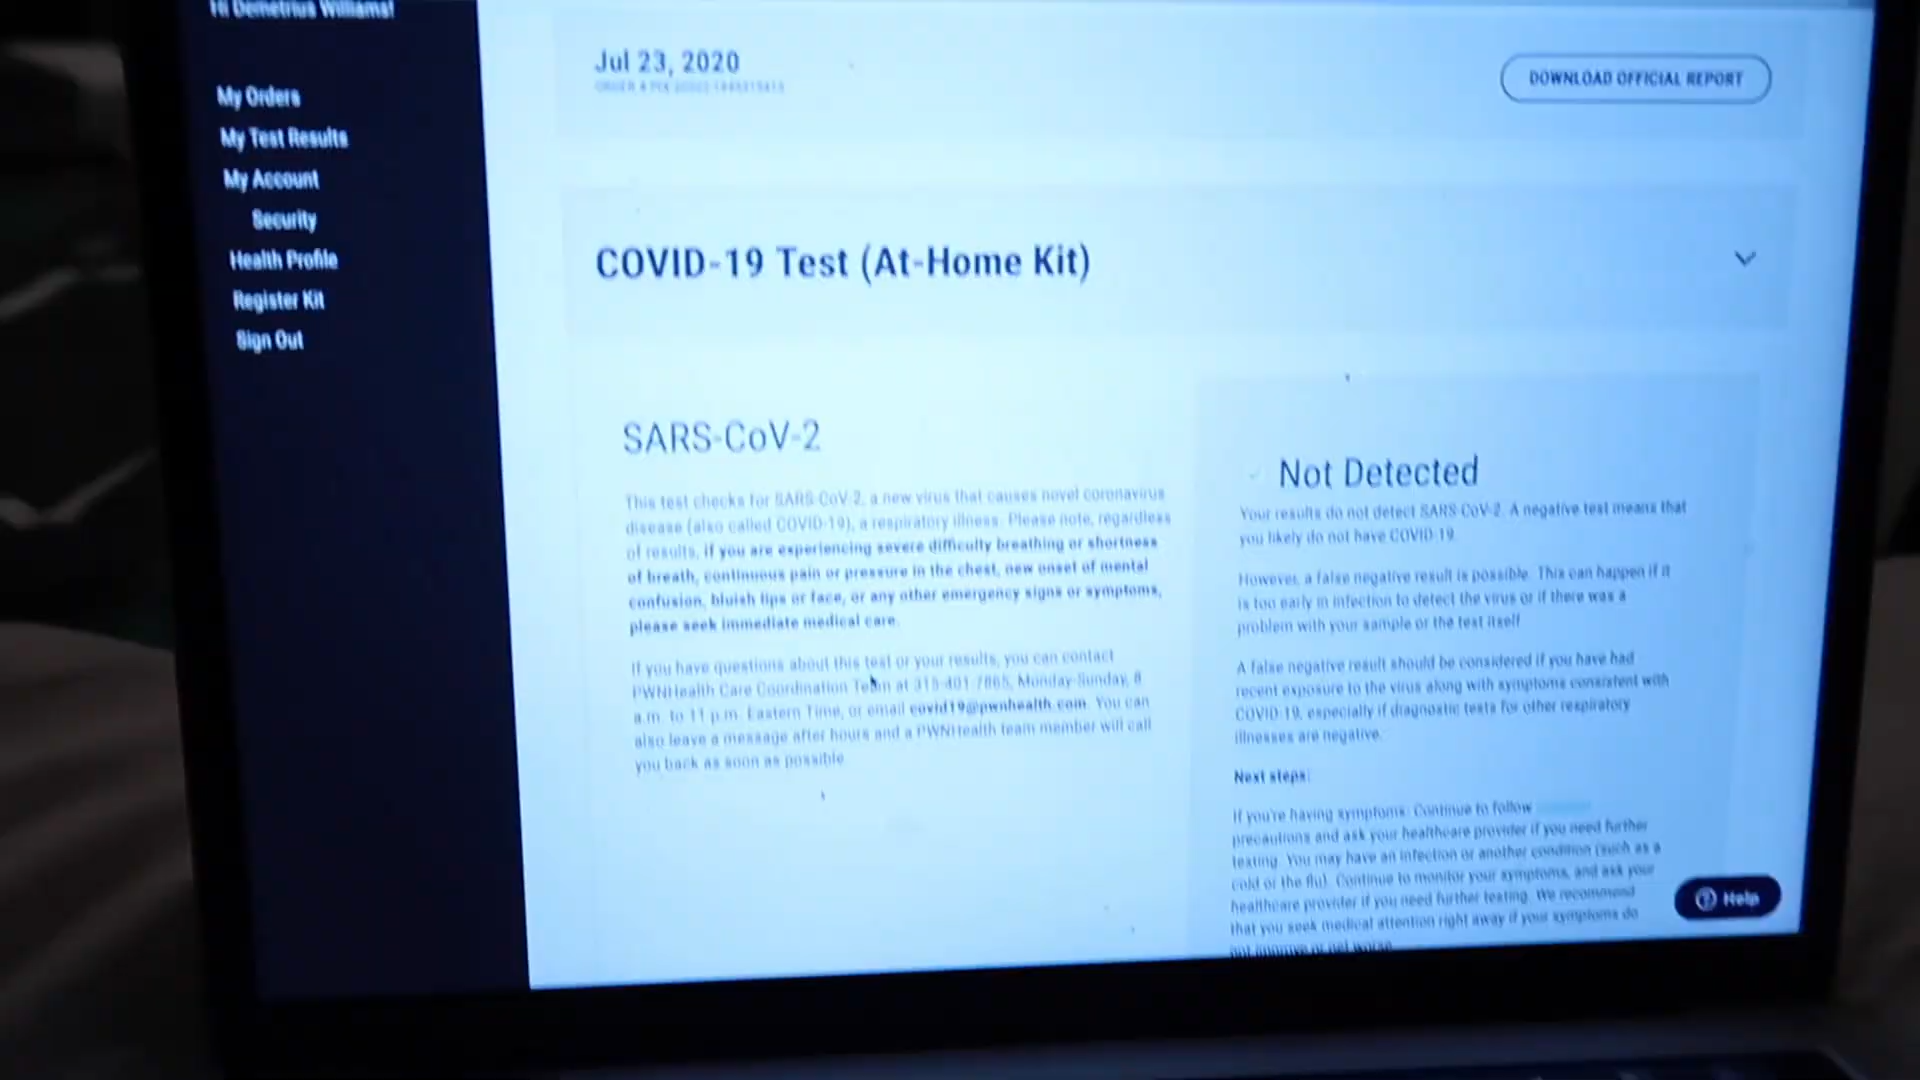 Hi Demetrius Williams!
My Orders
My Test Results
My Account
Security
Health Profile
Register Kit
Sign Out
Jul 23, 2020
DOWNLOAD OFFICIAL REPORT
COVID-19 Test (At-Home Kit)
SARS-CoV-2
This test checks for SARS-CoV-2, a new virus that causes novel coronavirus
disease (also called COVID-19), a respiratory illness. Please note, regardless
of results, if you are experiencing severe difficulty breathing or shortness
of breath, continuous pain or pressure in the chest, new onset of mental
confusion, bluish lips or face, or any other emergency signs or symptoms,
please seek immediate medical care.
If you have questions about this test or your results, you can contact
PWNHealth Care Coordination Team at 315-401-7865, Monday-Sunday, 8
a.m. to 11 p.m. Eastern Time, or email covid19@pwnhealth.com. You can
also leave a message after hours and a PWNHealth team member will call
you back as soon as possible.
Not Detected
Your results do not detect SARS-CoV-2. A negative test means that
you likely do not have COVID-19.
However, a false negative result is possible. This can happen if it
is too early in infection to detect the virus or if there was a
problem with your sample or the test itself
A false negative result should be considered if you have had
recent exposure to the virus along with symptoms consistent with
COVID-19, especially if diagnostic tests for other respiratory
illnesses are negative.
Next steps:
If you're having symptoms: Continue to follow
precautions and ask your healthcare provider if you need further
testing. You may have an infection or another condition (such as a
cold or the flu). Continue to monitor your symptoms, and ask your
healthcare provider if you need further testing. We recommend
that you seek medical attention right away if your symptoms do
not improve or get worse.
Help